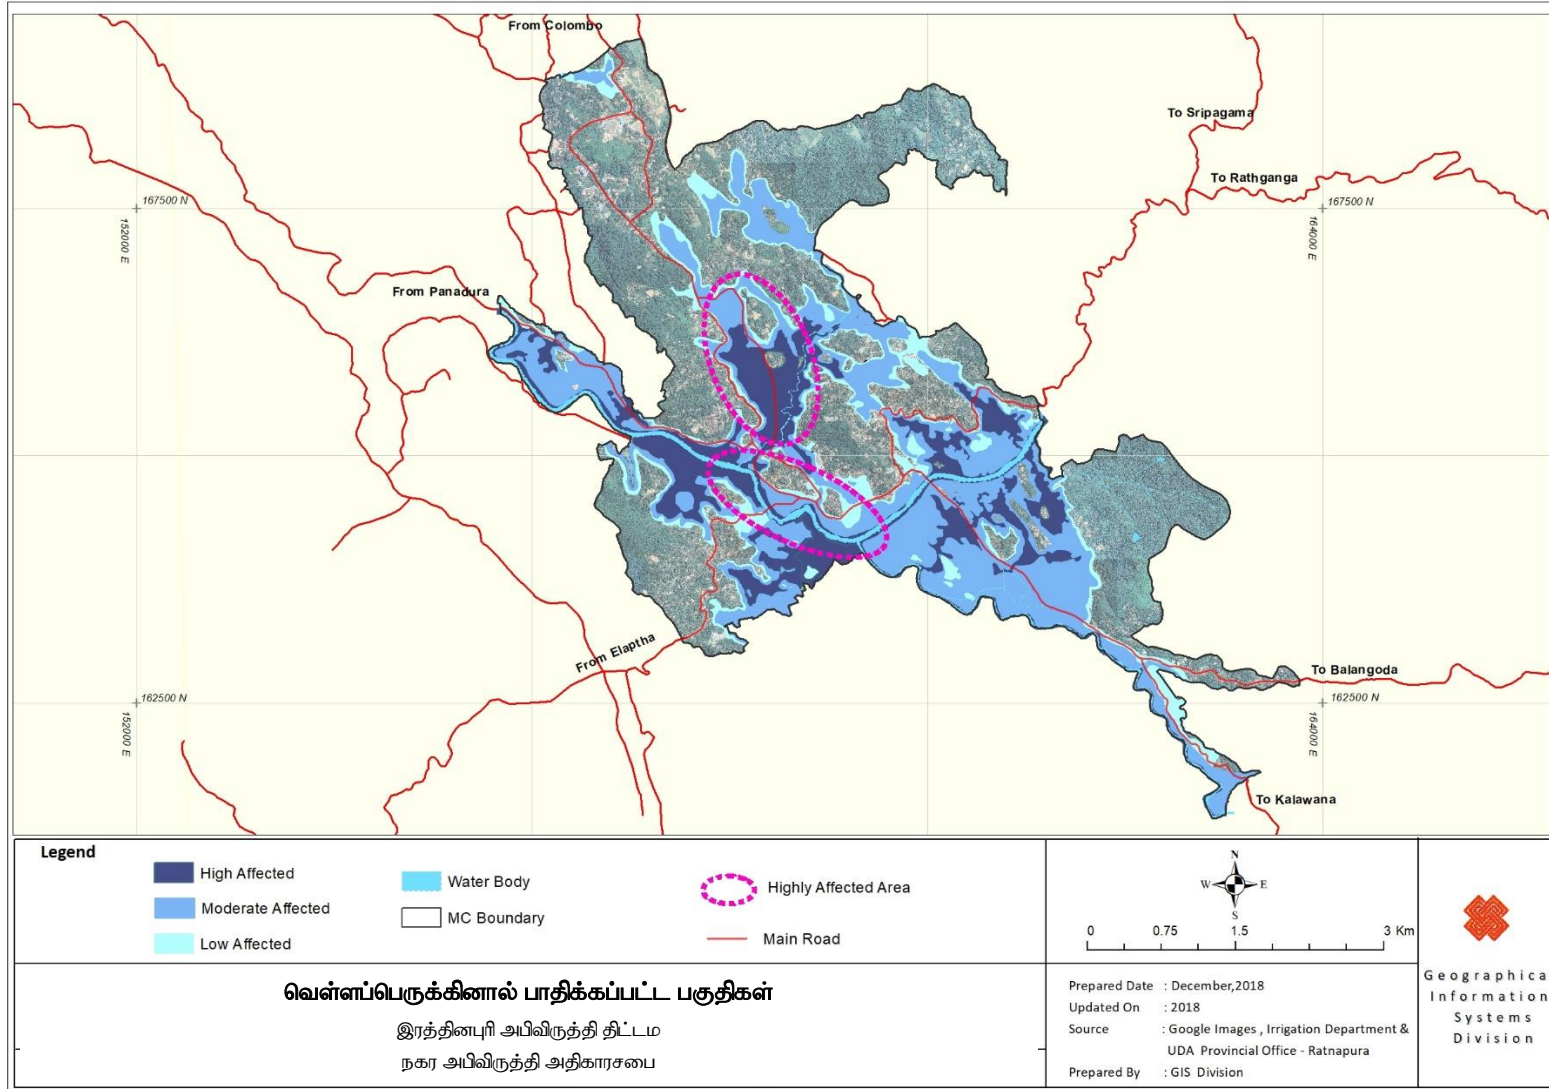 From Colombo
To Sripagama
To Rathganga
167500 N
167500 N
152000 E
164000 E
From Panadura
From Elaptha
To Balangoda
162500 N
162500 N
152000 E
164000 E
To Kalawana
Legend
High Affected
Moderate Affected
Low Affected
Water Body
MC Boundary
Highly Affected Area
Main Road
N
W E
S
0 0.75 1.5 3 Km
வெள்ளப்பெருக்கினால் பாதிக்கப்பட்ட பகுதிகள்
இரத்தினபுரி அபிவிருத்தி திட்டம
நகர அபிவிருத்தி அதிகாரசபை
Prepared Date : December,2018
Updated On : 2018
Source : Google Images , Irrigation Department &
UDA Provincial Office - Ratnapura
Prepared By : GIS Division
Geographica
Information
Systems
Division